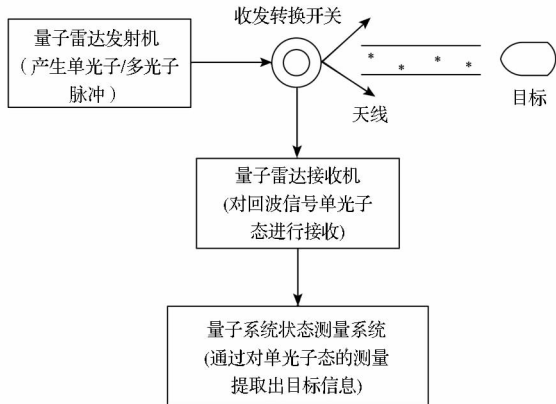 收发转换开关
量子雷达发射机
（产生单光子/多光子
脉冲）
* * * *
目标
天线
量子雷达接收机
(对回波信号单光子
态进行接收)
量子系统状态测量系统
(通过对单光子态的测量
提取出目标信息)